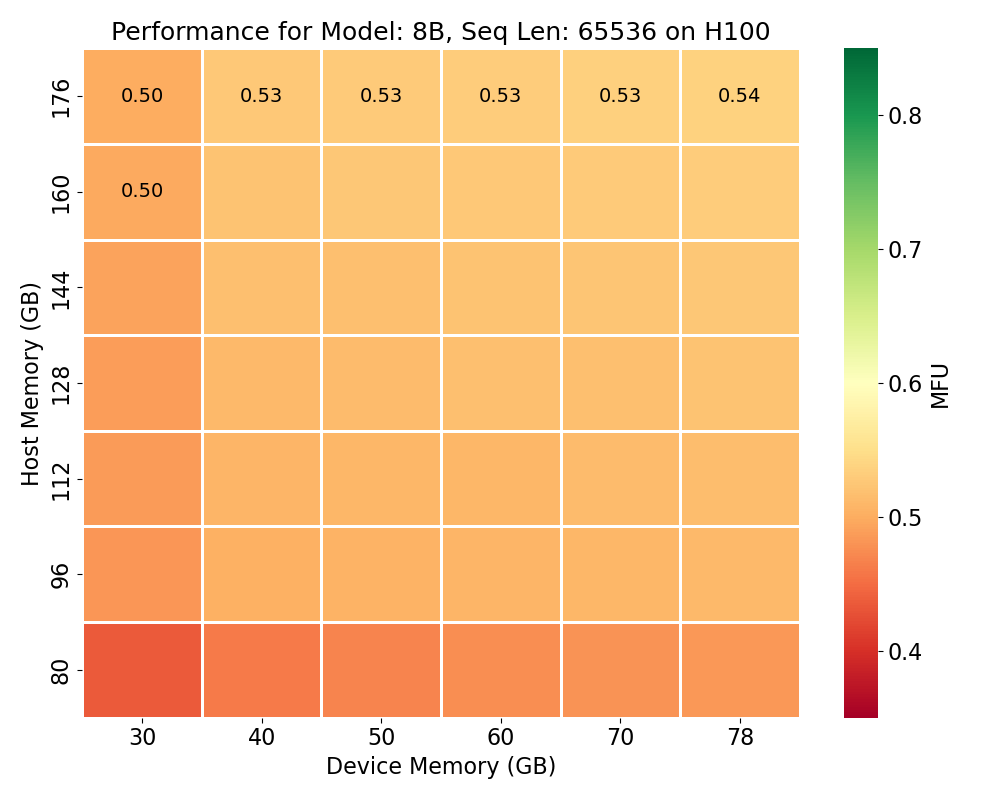 Performance for Model: 8B, Seq Len: 65536 on H100
176
0.50 0.53 0.53 0.53 0.53 0.54
160
0.50
144
128
112
96
80
Host Memory (GB)
30 40 50 60 70 78
Device Memory (GB)
0.8
0.7
0.6
0.5
0.4
MFU